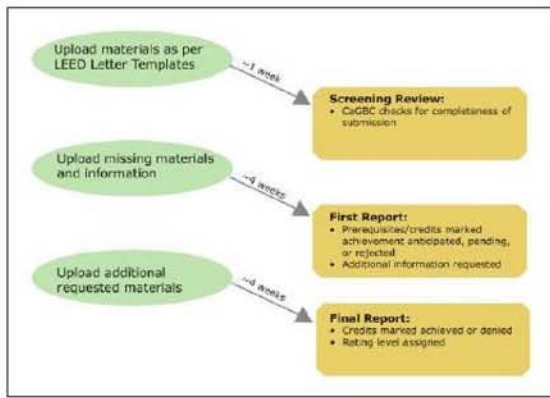 Upload materials as per
LEED Letter Templates
~1 week
Screening Review:
• CaGBC checks for completeness of
submission
Upload missing materials
and information
~4 weeks
First Report:
• Prerequisites/credits marked
achievement anticipated, pending,
or rejected
• Additional information requested
Upload additional
requested materials
~4 weeks
Final Report:
• Credits marked achieved or denied
• Rating level assigned